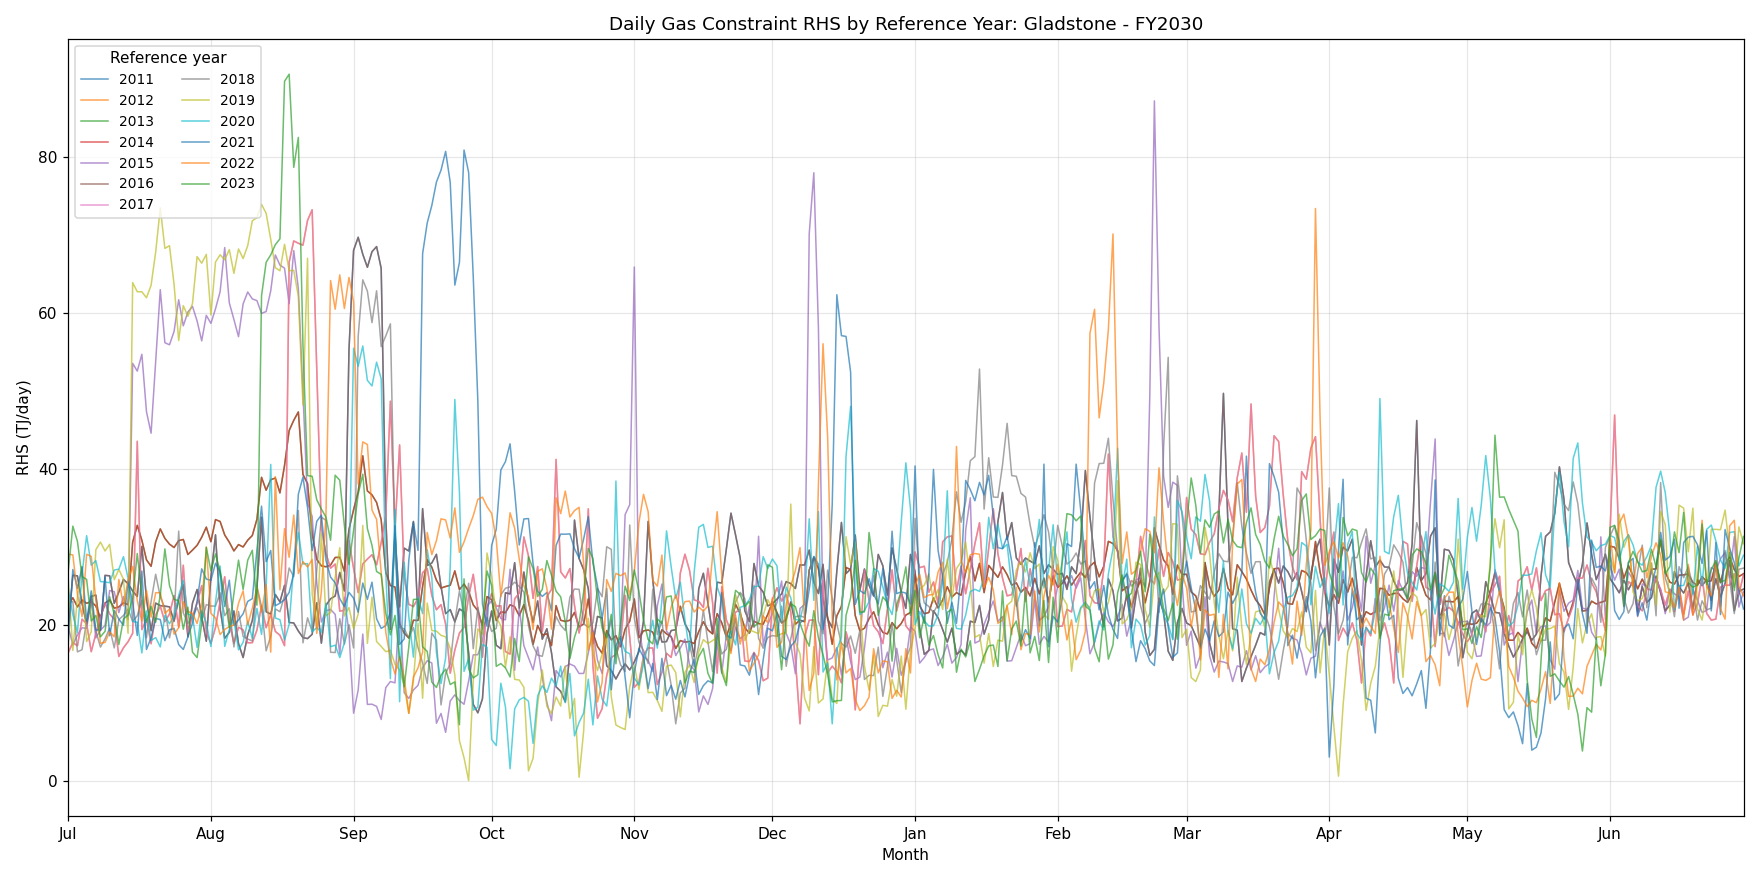 Daily Gas Constraint RHS by Reference Year: Gladstone - FY2030
Reference year
2011 2018
2012 2019
2013 2020
2014 2021
2015 2022
2016 2023
2017
RHS (TJ/day)
80
60
40
20
0
Jul Aug Sep Oct Nov Dec Jan Feb Mar Apr May Jun
Month